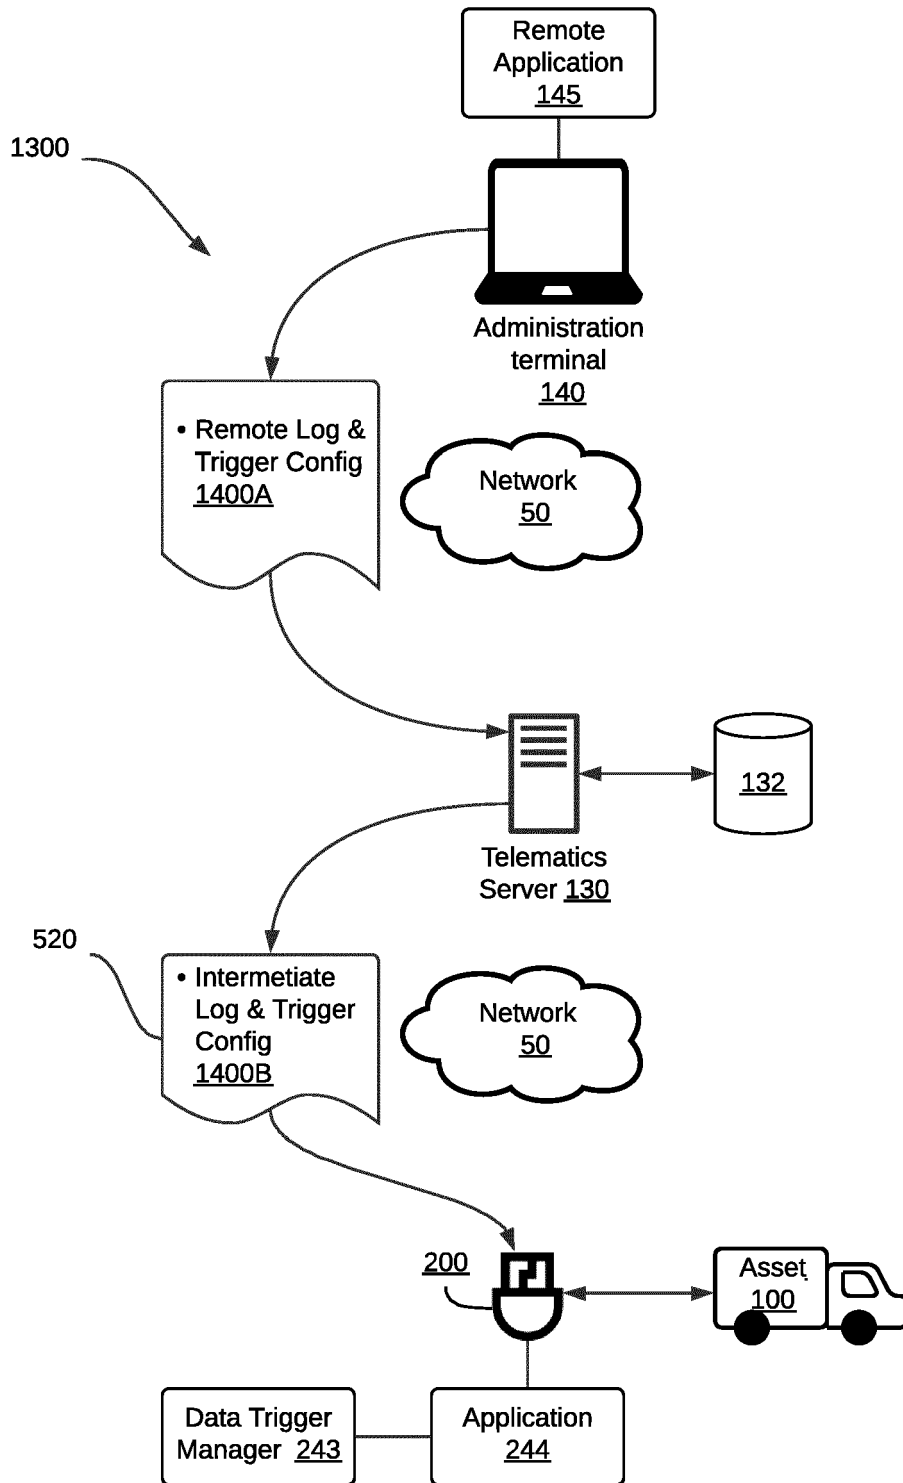 Remote
Application
145
1300
Administration
terminal
140
• Remote Log &
Trigger Config
1400A
Network
50
132
Telematics
Server 130
520
• Intermetiate
Log & Trigger
Config
1400B
Network
50
200
Asset
100
Data Trigger
Manager 243
Application
244